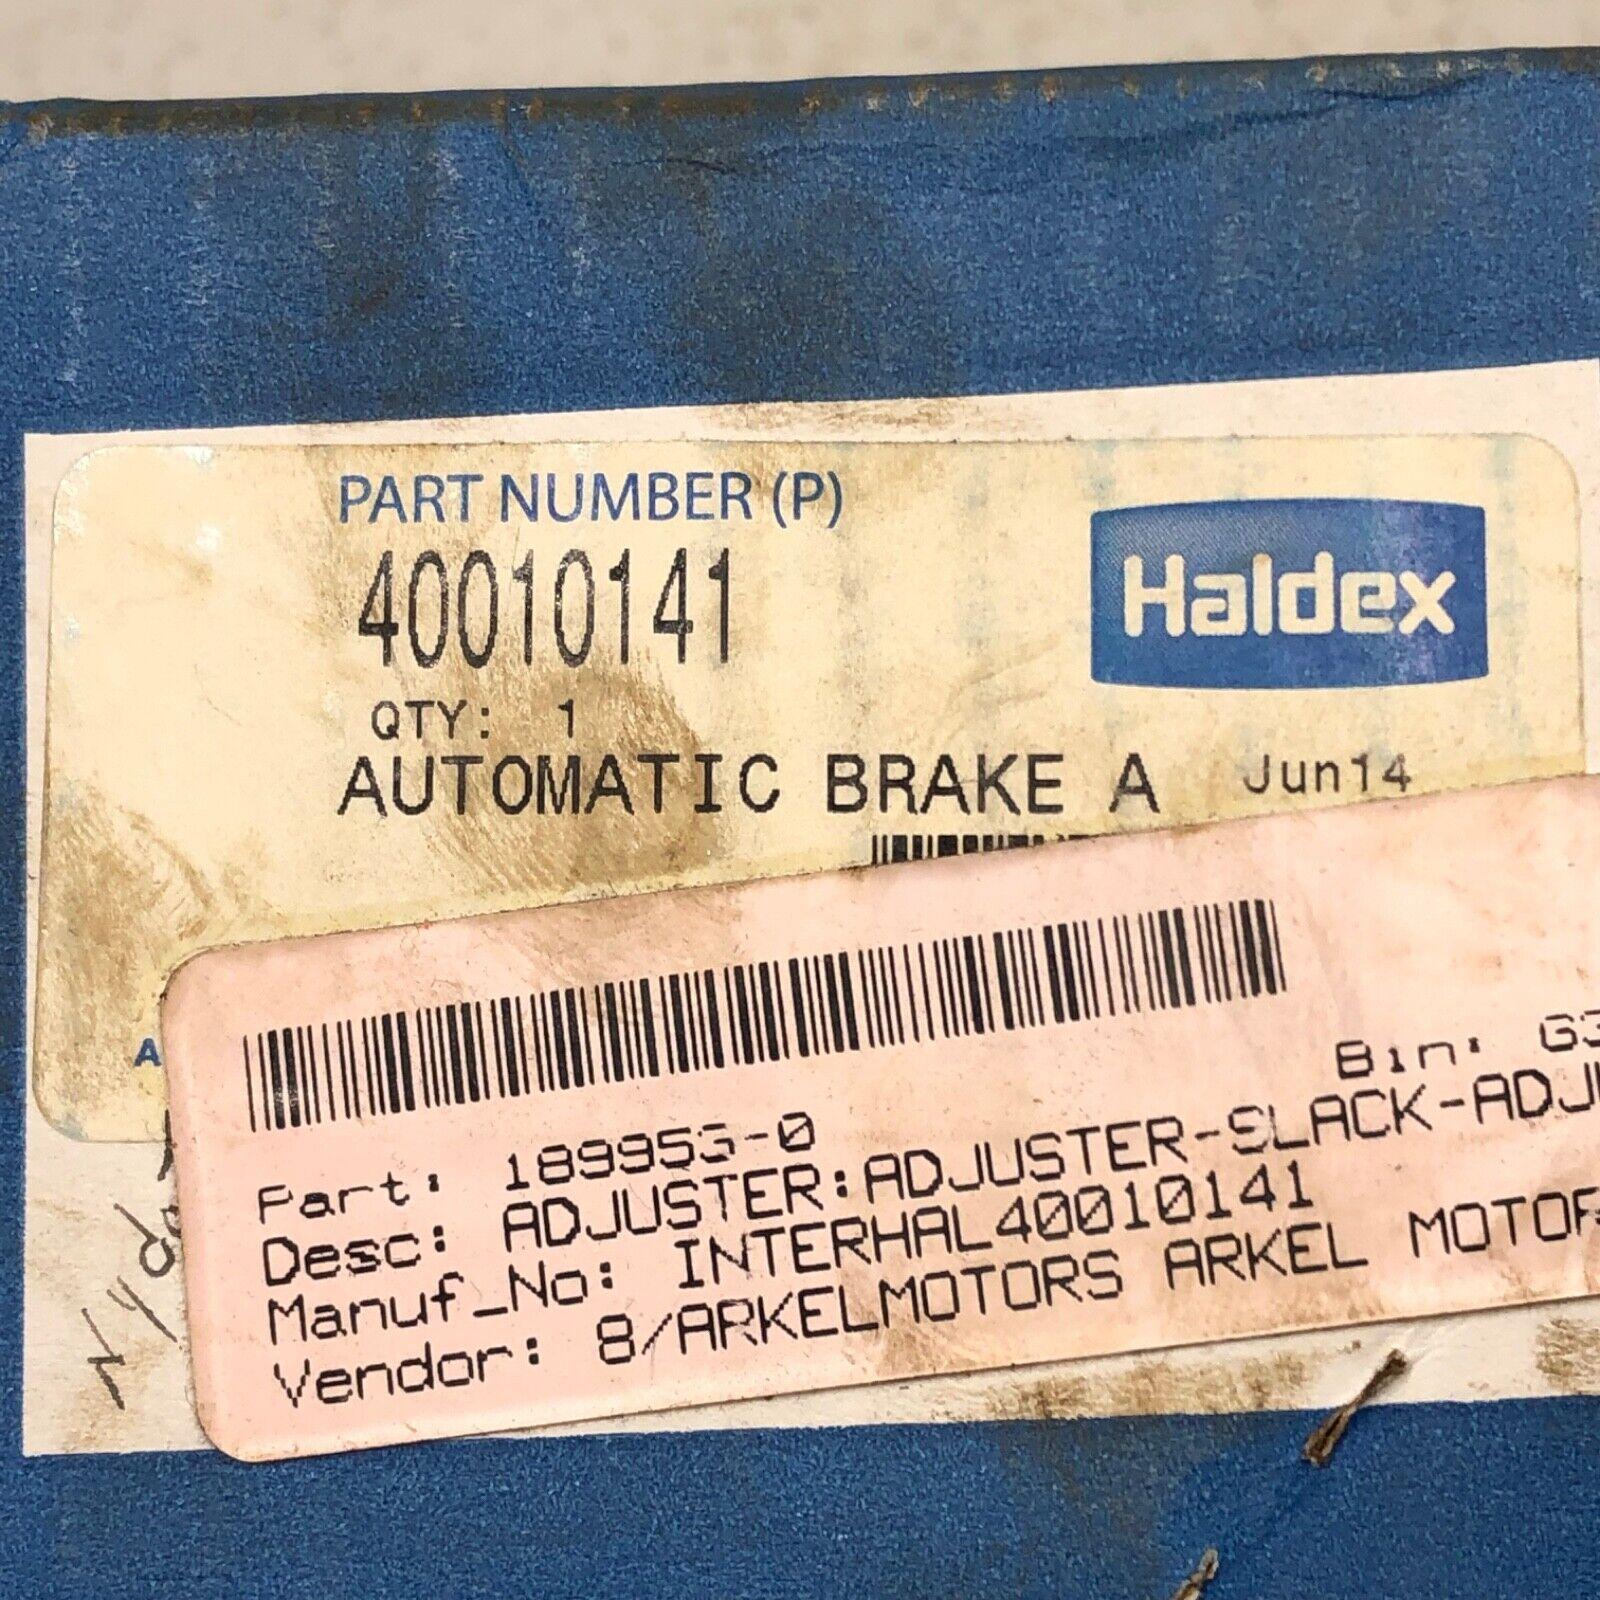 PART NUMBER (P)
40010141
Haldex
QTY: 1
AUTOMATIC BRAKE A Jun14
A
Bin: G3
Part: 189953-0
Desc: ADJUSTER:ADJUSTER-SLACK-ADJU
Manuf_No: INTERHAL40010141
Vendor: 8/ARKELMOTORS ARKEL MOTOR